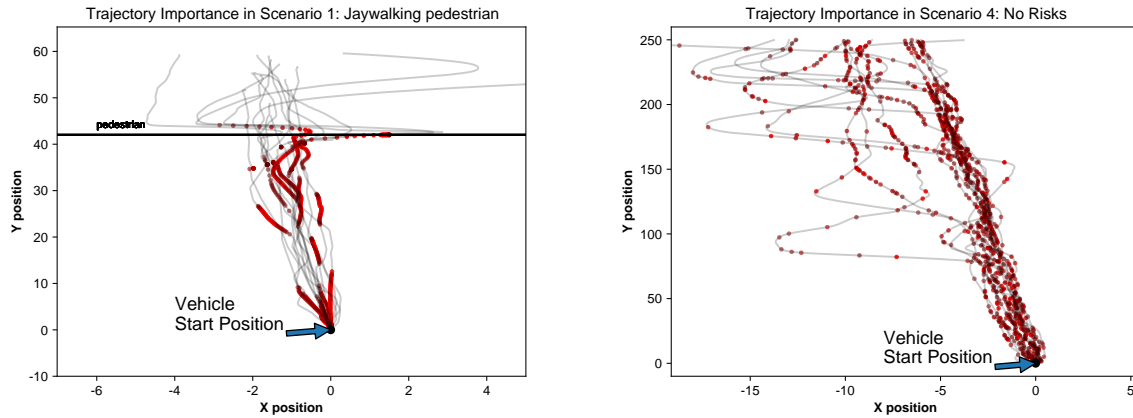 Trajectory Importance in Scenario 1: Jaywalking pedestrian
60
50
40
30
20
10
0
-10
Y position
pedestrian
Vehicle
Start Position
-6
-4
-2
0
2
4
X position
Trajectory Importance in Scenario 4: No Risks
250
200
150
100
50
0
Y position
Vehicle
Start Position
-15
-10
-5
0
5
X position